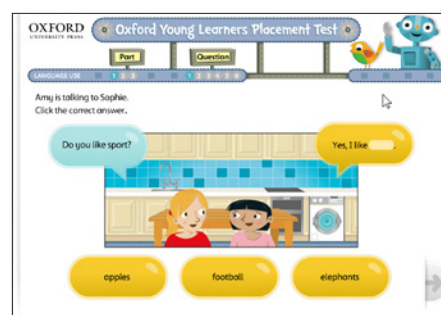 OXFORD
UNIVERSITY PRESS
Oxford Young Learners Placement Test
Part
Question
LANGUAGE USE
1 2 3
1 2 3 4 5 6
Amy is talking to Sophie.
Click the correct answer.
Do you like sport?
Yes, I like .
apples
football
elephants